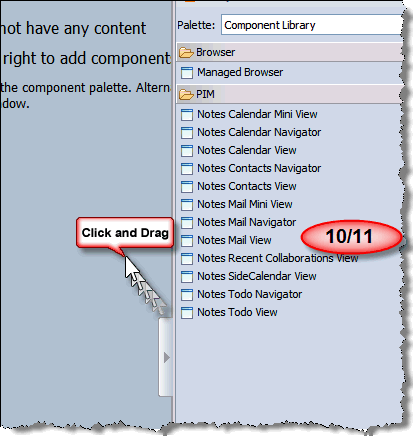 not have any content
right to add component
the component palette. Altern
ndow.
Palette: Component Library
Browser
Managed Browser
PIM
Notes Calendar Mini View
Notes Calendar Navigator
Notes Calendar View
Notes Contacts Navigator
Notes Contacts View
Notes Mail Mini View
Notes Mail Navigator
Notes Mail View
Notes Recent Collaborations View
Notes SideCalendar View
Notes Todo Navigator
Notes Todo View
Click and Drag
10/11